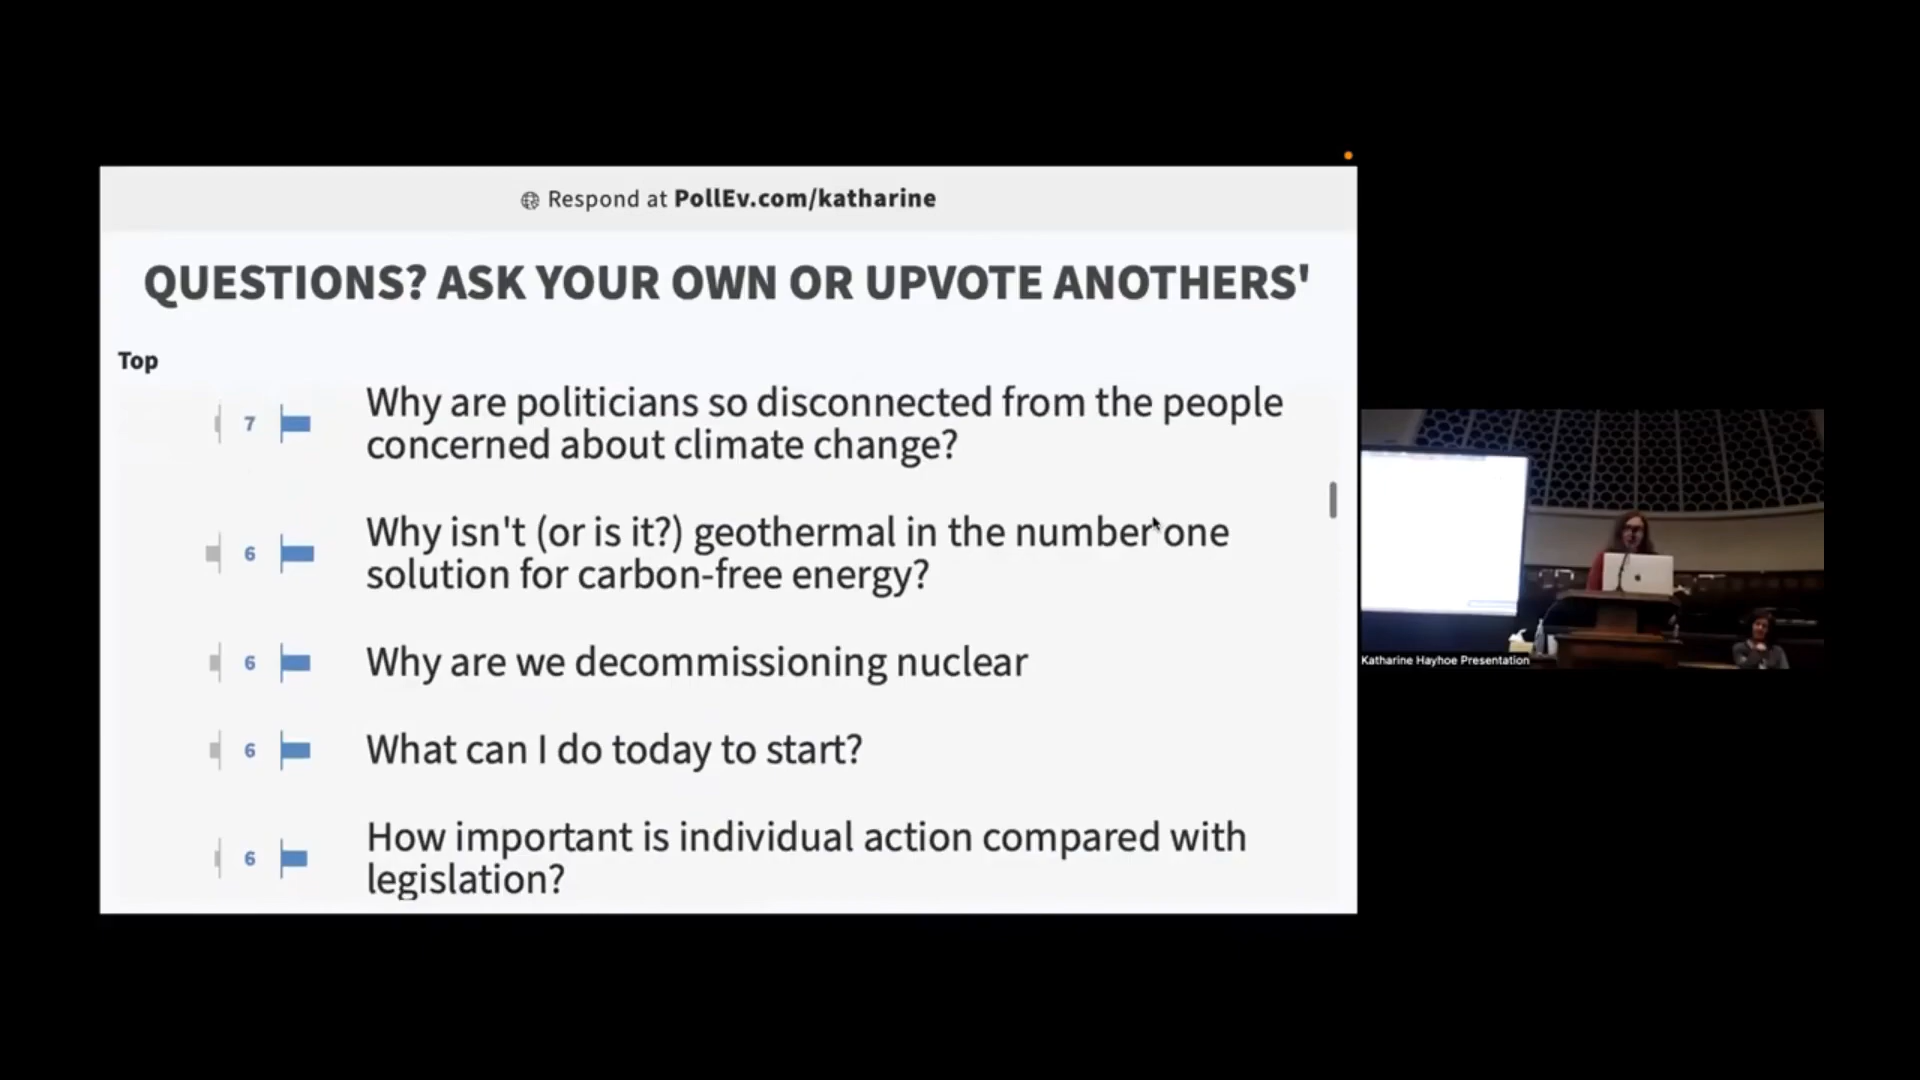 Respond at PollEv.com/katharine
QUESTIONS? ASK YOUR OWN OR UPVOTE ANOTHERS'
Top
7
Why are politicians so disconnected from the people
concerned about climate change?
6
Why isn't (or is it?) geothermal in the number one
solution for carbon-free energy?
6
Why are we decommissioning nuclear
6
What can I do today to start?
6
How important is individual action compared with
legislation?
Katharine Hayhoe Presentation